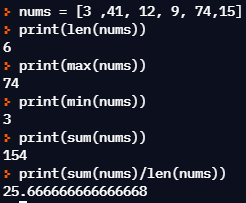 > nums = [3 ,41, 12, 9, 74,15]
> print(len(nums))
6
> print(max(nums))
74
> print(min(nums))
3
> print(sum(nums))
154
> print(sum(nums)/len(nums))
25.666666666666668